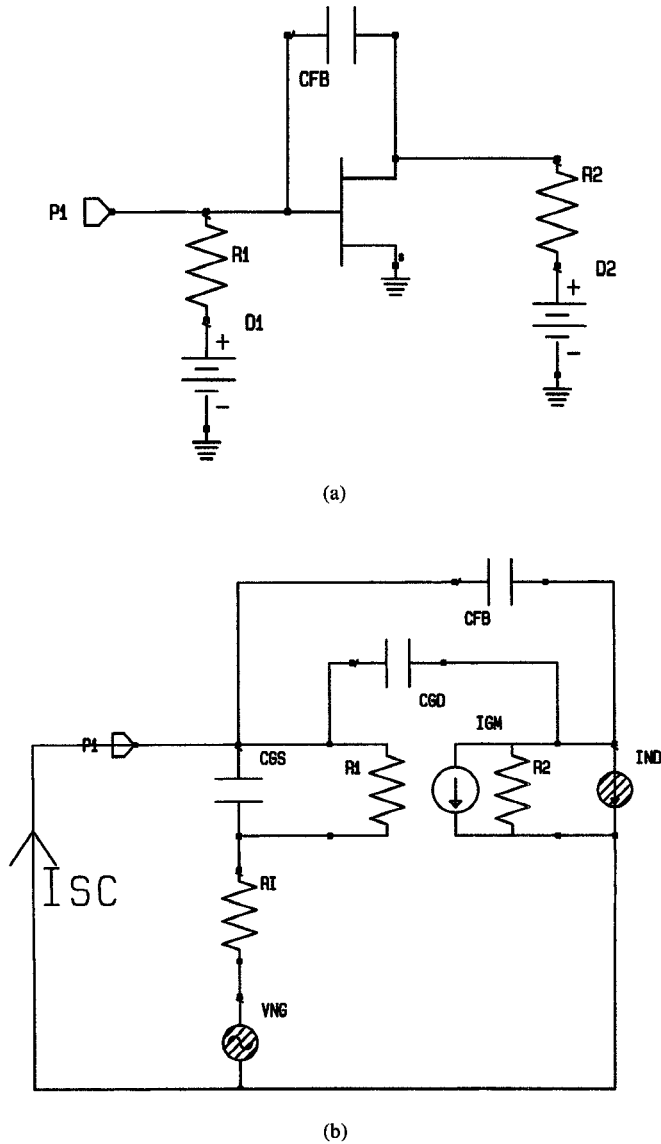 CFB
P1
R1
R2
s
D1
D2
+
-
+
-
(a)
CFB
CGD
IGM
P1
CGS
R1
R2
IND
RI
ISC
VNG
(b)